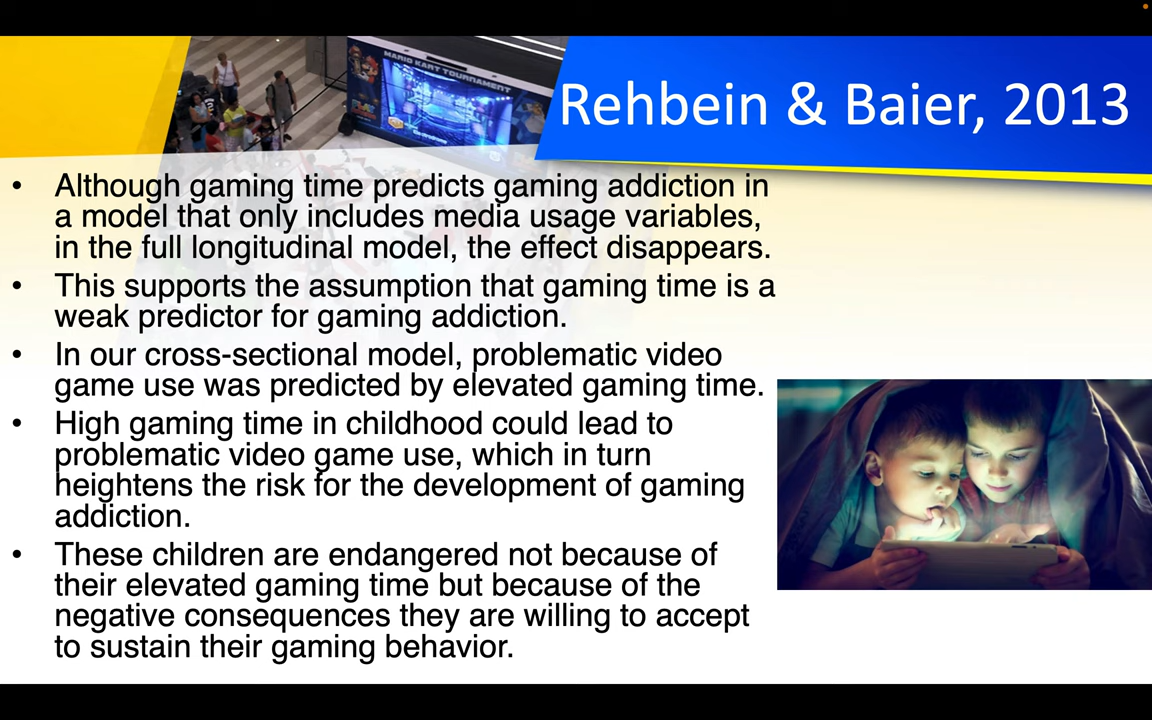 MARIO KART TOURNAMENT
Rehbein & Baier, 2013
• Although gaming time predicts gaming addiction in
a model that only includes media usage variables,
in the full longitudinal model, the effect disappears.
• This supports the assumption that gaming time is a
weak predictor for gaming addiction.
• In our cross-sectional model, problematic video
game use was predicted by elevated gaming time.
• High gaming time in childhood could lead to
problematic video game use, which in turn
heightens the risk for the development of gaming
addiction.
• These children are endangered not because of
their elevated gaming time but because of the
negative consequences they are willing to accept
to sustain their gaming behavior.